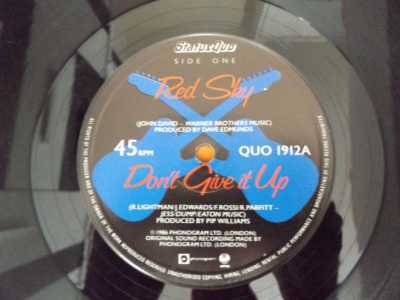 StatusQuo
SIDE ONE
Red Sky
(JOHN DAVID – WARNER BROTHERS MUSIC)
PRODUCED BY DAVE EDMUNDS
45 RPM
QUO 1912A
Don't Give it Up
(R.LIGHTMAN/J.EDWARDS/F.ROSSI/R.PARFITT –
JESS-DUMP/EATON MUSIC)
PRODUCED BY PIP WILLIAMS
℗1986 PHONOGRAM LTD. (LONDON)
ORIGINAL SOUND RECORDING MADE BY
PHONOGRAM LTD. (LONDON)
phonogram